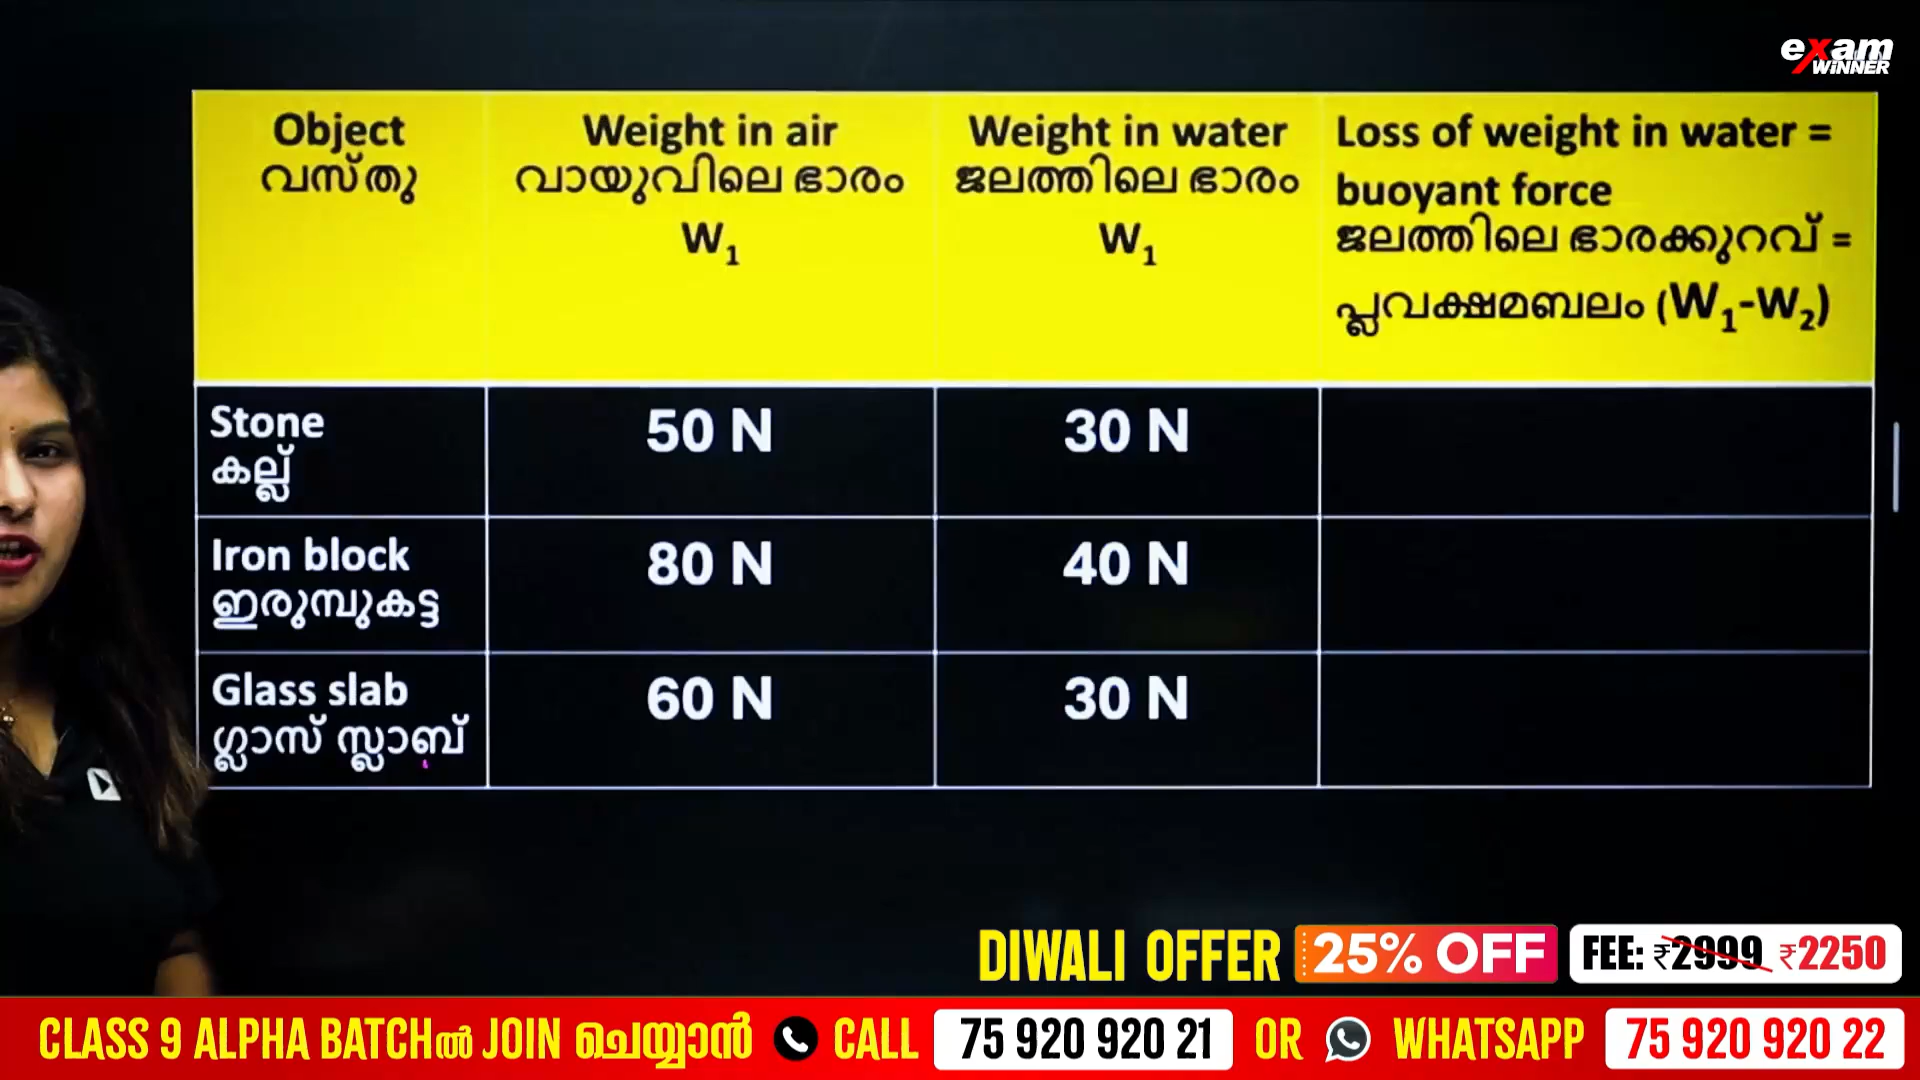 exam
WINNER
Object
വസ്തു
Weight in air
വായുവിലെ ഭാരം
W₁
Weight in water
ജലത്തിലെ ഭാരം
W₁
Loss of weight in water =
buoyant force
ജലത്തിലെ ഭാരക്കുറവ് =
പ്ലവക്ഷമബലം (W₁-W₂)
Stone
കല്ല്
50 N
30 N
Iron block
ഇരുമ്പുകട്ട
80 N
40 N
Glass slab
ഗ്ലാസ് സ്ലാബ്
60 N
30 N
DIWALI OFFER 25% OFF FEE: ₹2999 ₹2250
CLASS 9 ALPHA BATCHൽ JOIN ചെയ്യാൻ CALL 75 920 920 21 OR WHATSAPP 75 920 920 22